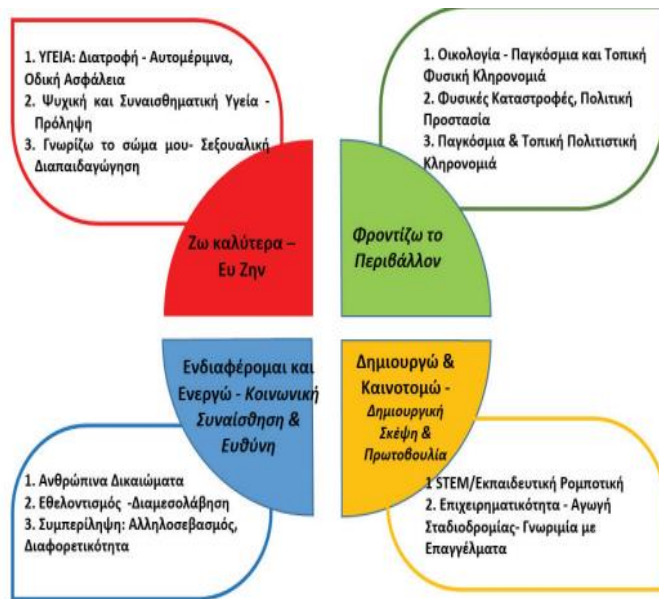 1. ΥΓΕΙΑ: Διατροφή - Αυτομέριμνα,
Οδική Ασφάλεια
2. Ψυχική και Συναισθηματική Υγεία -
Πρόληψη
3. Γνωρίζω το σώμα μου- Σεξουαλική
Διαπαιδαγώγηση
1. Οικολογία - Παγκόσμια και Τοπική
Φυσική Κληρονομιά
2. Φυσικές Καταστροφές, Πολιτική
Προστασία
3. Παγκόσμια & Τοπική Πολιτιστική
Κληρονομιά
Ζω καλύτερα –
Ευ Ζην
Φροντίζω το
Περιβάλλον
Ενδιαφέρομαι και
Ενεργώ - Κοινωνική
Συναίσθηση &
Ευθύνη
Δημιουργώ &
Καινοτομώ -
Δημιουργική
Σκέψη &
Πρωτοβουλία
1. Ανθρώπινα Δικαιώματα
2. Εθελοντισμός -Διαμεσολάβηση
3. Συμπερίληψη: Αλληλοσεβασμός,
Διαφορετικότητα
1 STEM/Εκπαιδευτική Ρομποτική
2. Επιχειρηματικότητα - Αγωγή
Σταδιοδρομίας- Γνωριμία με
Επαγγέλματα